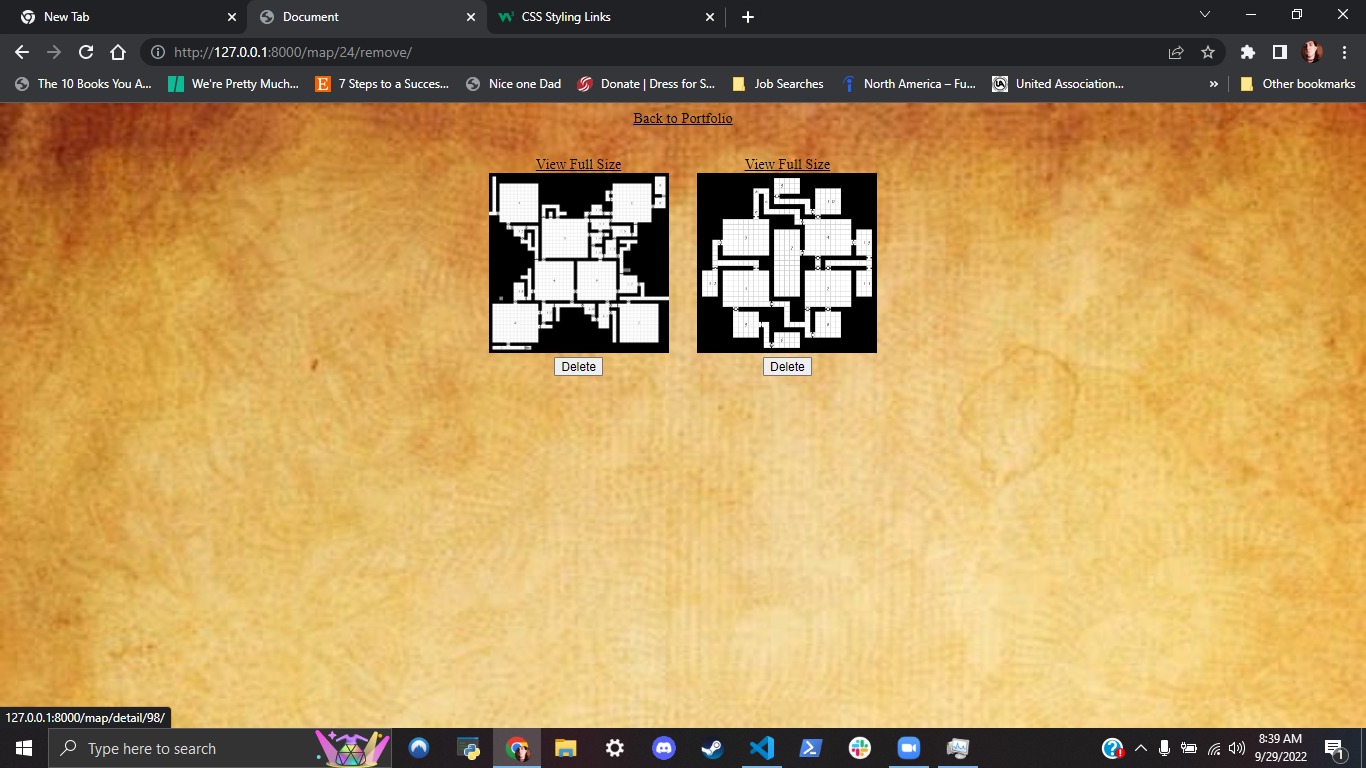 New Tab
Document
CSS Styling Links
http://127.0.0.1:8000/map/24/remove/
The 10 Books You A...
We're Pretty Much...
7 Steps to a Succes...
Nice one Dad
Donate | Dress for S...
Job Searches
North America – Fu...
United Association...
»
Other bookmarks
Back to Portfolio
View Full Size
View Full Size
Delete
Delete
127.0.0.1:8000/map/detail/98/
Type here to search
8:39 AM
9/29/2022
1